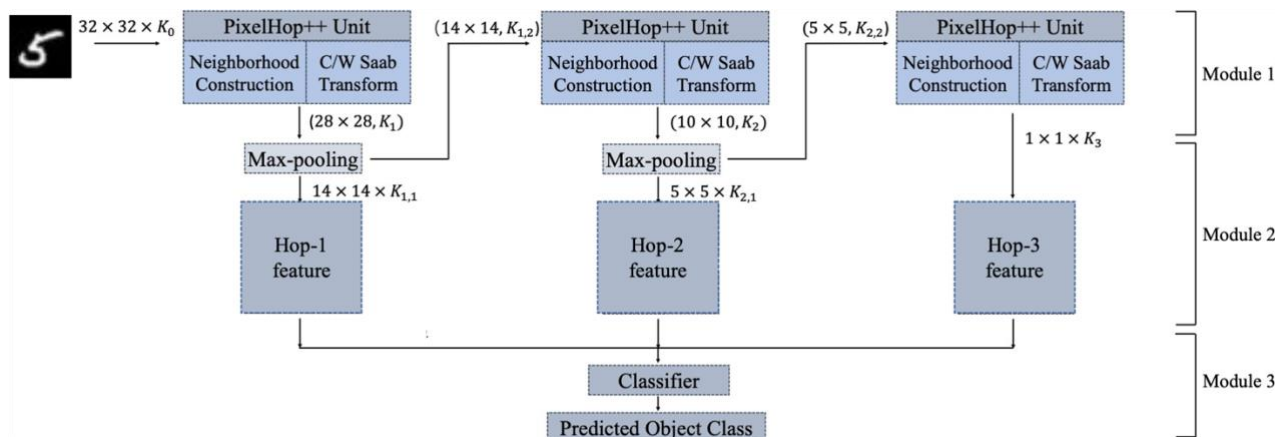 32 × 32 × K₀
PixelHop++ Unit
Neighborhood
Construction
C/W Saab
Transform
(28 × 28, K₁)
Max-pooling
14 × 14 × K₁,₁
Hop-1
feature
(14 × 14, K₁,₂)
PixelHop++ Unit
Neighborhood
Construction
C/W Saab
Transform
(10 × 10, K₂)
Max-pooling
5 × 5 × K₂,₁
Hop-2
feature
(5 × 5, K₂,₂)
PixelHop++ Unit
Neighborhood
Construction
C/W Saab
Transform
1 × 1 × K₃
Hop-3
feature
Classifier
Predicted Object Class
Module 1
Module 2
Module 3
5